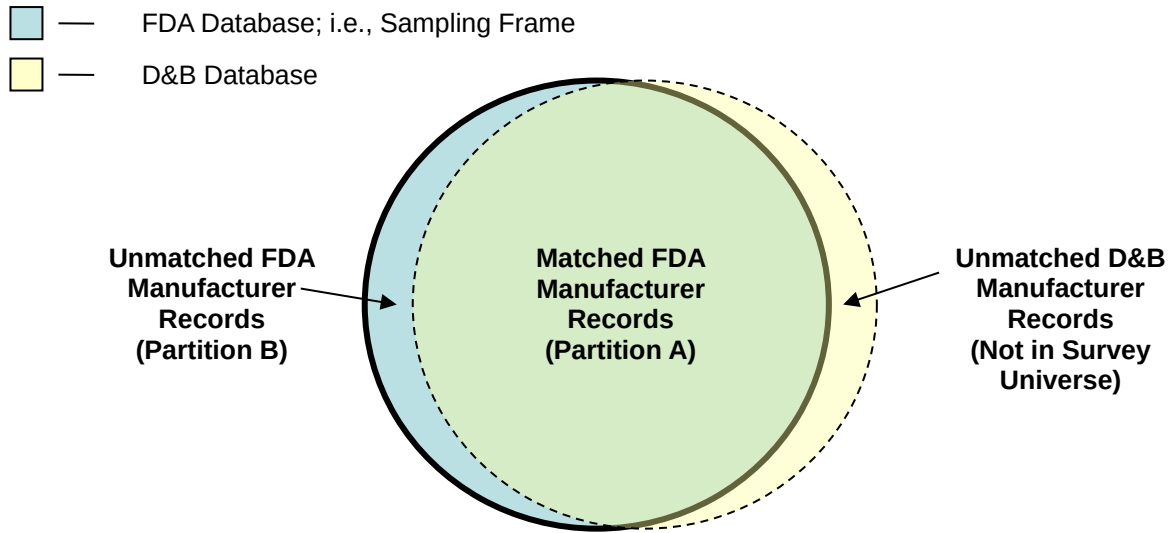 FDA Database; i.e., Sampling Frame
D&B Database
Unmatched FDA
Manufacturer
Records
(Partition B)
Matched FDA
Manufacturer
Records
(Partition A)
Unmatched D&B
Manufacturer
Records
(Not in Survey
Universe)